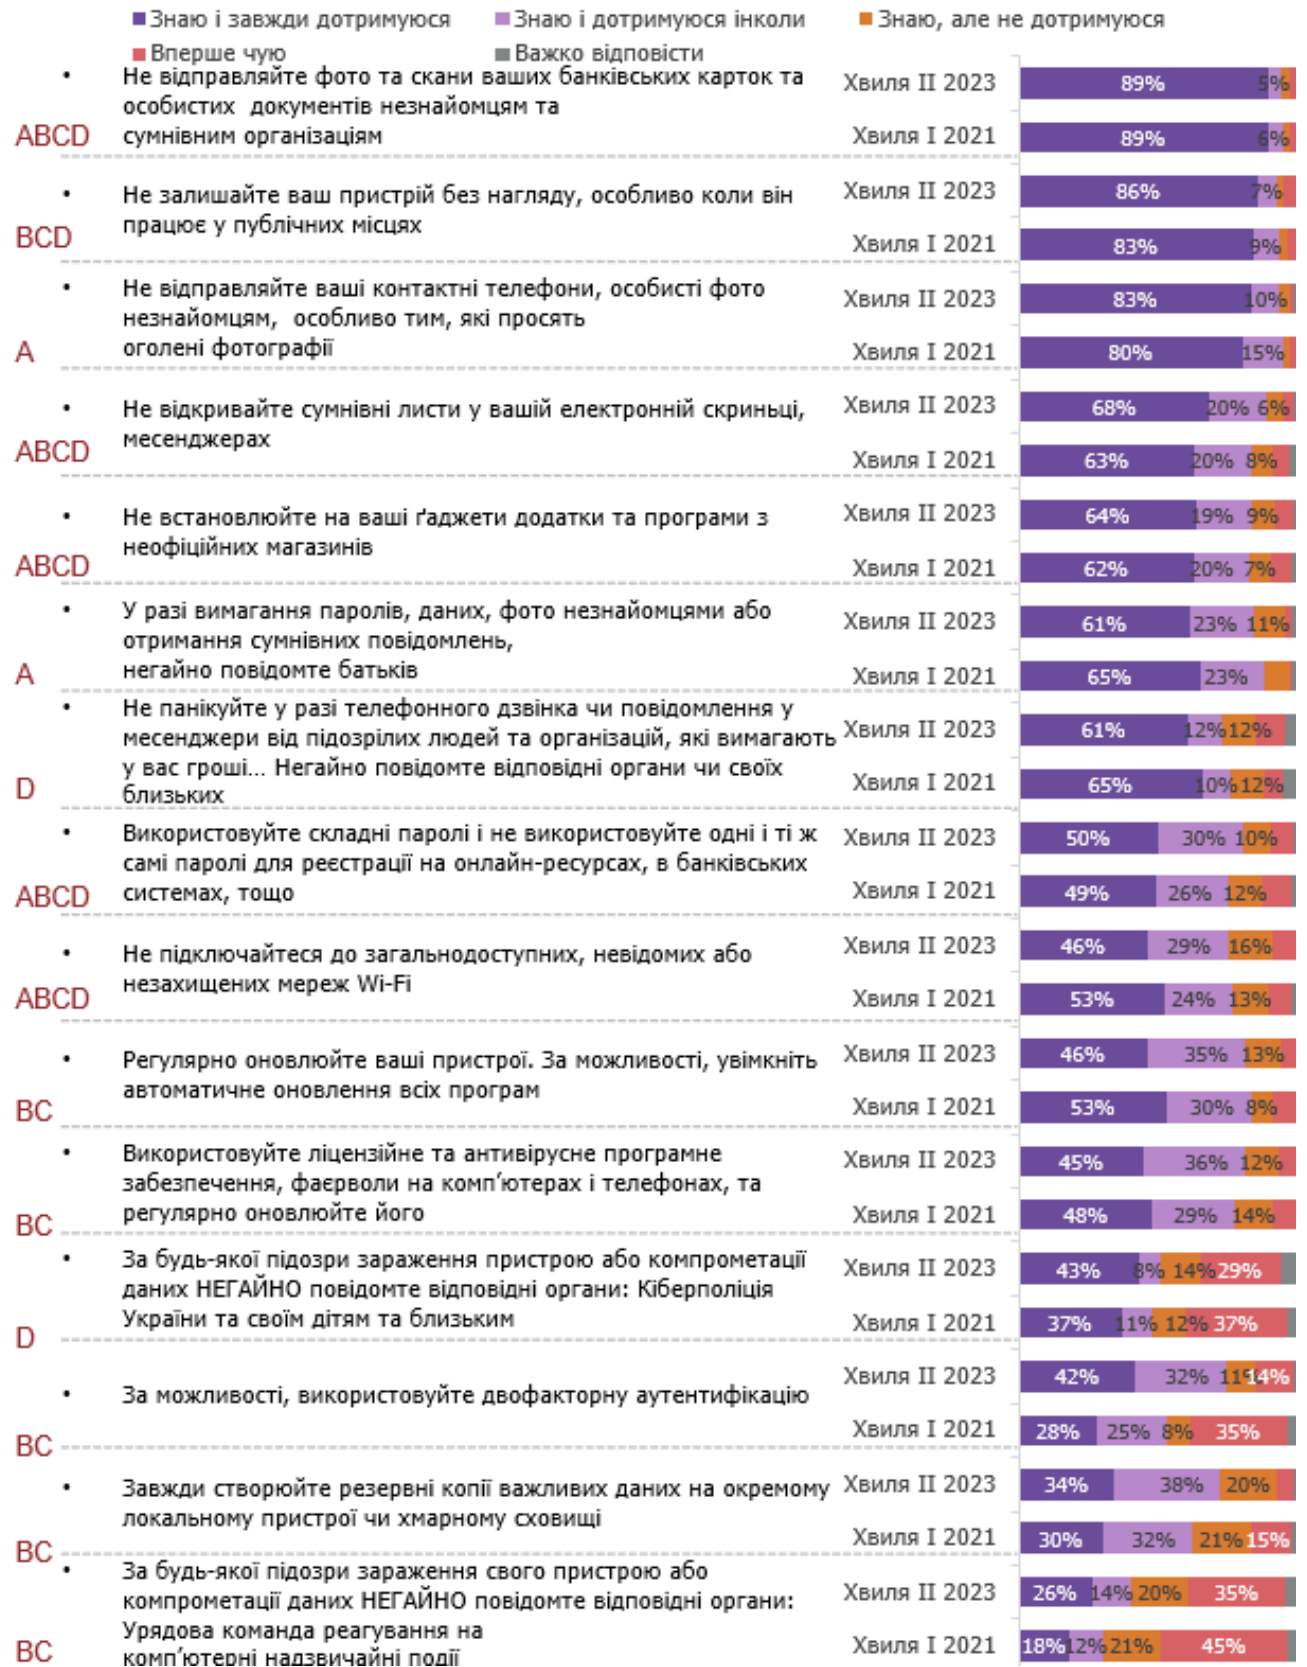 Знаю і завжди дотримуюся Знаю і дотримуюся інколи Знаю, але не дотримуюся
Вперше чую Важко відповісти
• Не відправляйте фото та скани ваших банківських карток та
особистих документів незнайомцям та
сумнівним організаціям
ABCD
Хвиля II 2023 89% 5%
Хвиля I 2021 89% 6%
• Не залишайте ваш пристрій без нагляду, особливо коли він
працює у публічних місцях
BCD
Хвиля II 2023 86% 7%
Хвиля I 2021 83% 9%
• Не відправляйте ваші контактні телефони, особисті фото
незнайомцям, особливо тим, які просять
оголені фотографії
A
Хвиля II 2023 83% 10%
Хвиля I 2021 80% 15%
• Не відкривайте сумнівні листи у вашій електронній скриньці,
месенджерах
ABCD
Хвиля II 2023 68% 20% 6%
Хвиля I 2021 63% 20% 8%
• Не встановлюйте на ваші ґаджети додатки та програми з
неофіційних магазинів
ABCD
Хвиля II 2023 64% 19% 9%
Хвиля I 2021 62% 20% 7%
• У разі вимагання паролів, даних, фото незнайомцями або
отримання сумнівних повідомлень,
негайно повідомте батьків
A
Хвиля II 2023 61% 23% 11%
Хвиля I 2021 65% 23%
• Не панікуйте у разі телефонного дзвінка чи повідомлення у
месенджери від підозрілих людей та організацій, які вимагають
у вас гроші... Негайно повідомте відповідні органи чи своїх
близьких
D
Хвиля II 2023 61% 12% 12%
Хвиля I 2021 65% 10% 12%
• Використовуйте складні паролі і не використовуйте одні і ті ж
самі паролі для реєстрації на онлайн-ресурсах, в банківських
системах, тощо
ABCD
Хвиля II 2023 50% 30% 10%
Хвиля I 2021 49% 26% 12%
• Не підключайтеся до загальнодоступних, невідомих або
незахищених мереж Wi-Fi
ABCD
Хвиля II 2023 46% 29% 16%
Хвиля I 2021 53% 24% 13%
• Регулярно оновлюйте ваші пристрої. За можливості, увімкніть
автоматичне оновлення всіх програм
BC
Хвиля II 2023 46% 35% 13%
Хвиля I 2021 53% 30% 8%
• Використовуйте ліцензійне та антивірусне програмне
забезпечення, фаєрволи на комп'ютерах і телефонах, та
регулярно оновлюйте його
BC
Хвиля II 2023 45% 36% 12%
Хвиля I 2021 48% 29% 14%
• За будь-якої підозри зараження пристрою або компрометації
даних НЕГАЙНО повідомте відповідні органи: Кіберполіція
України та своїм дітям та близьким
D
Хвиля II 2023 43% 8% 14% 29%
Хвиля I 2021 37% 11% 12% 37%
• За можливості, використовуйте двофакторну аутентифікацію
BC
Хвиля II 2023 42% 32% 11% 14%
Хвиля I 2021 28% 25% 8% 35%
• Завжди створюйте резервні копії важливих даних на окремому
локальному пристрої чи хмарному сховищі
BC
Хвиля II 2023 34% 38% 20%
Хвиля I 2021 30% 32% 21% 15%
• За будь-якої підозри зараження свого пристрою або
компрометації даних НЕГАЙНО повідомте відповідні органи:
Урядова команда реагування на
комп'ютерні надзвичайні події
BC
Хвиля II 2023 26% 14% 20% 35%
Хвиля I 2021 18% 12% 21% 45%